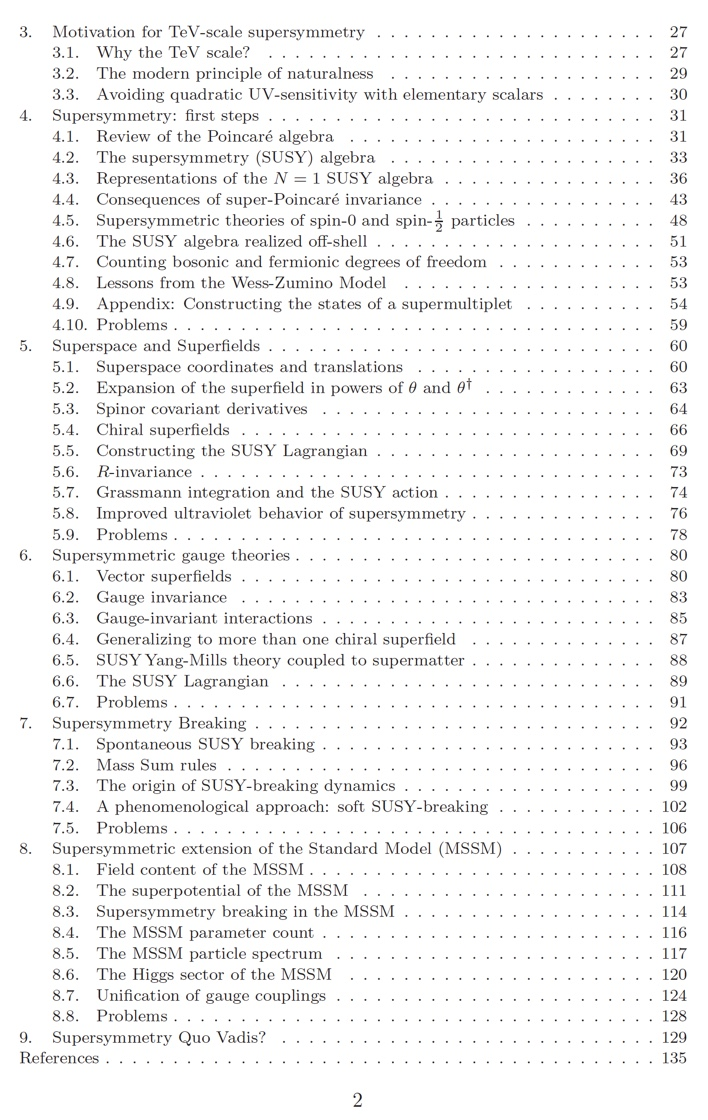 3. Motivation for TeV-scale supersymmetry . . . . . . . . . . . . . . . . . . . . . 27
3.1. Why the TeV scale? . . . . . . . . . . . . . . . . . . . . . . . . . . . . . 27
3.2. The modern principle of naturalness . . . . . . . . . . . . . . . . . . . . 29
3.3. Avoiding quadratic UV-sensitivity with elementary scalars . . . . . . . . 30
4. Supersymmetry: first steps . . . . . . . . . . . . . . . . . . . . . . . . . . . . . 31
4.1. Review of the Poincaré algebra . . . . . . . . . . . . . . . . . . . . . . . 31
4.2. The supersymmetry (SUSY) algebra . . . . . . . . . . . . . . . . . . . . 33
4.3. Representations of the N = 1 SUSY algebra . . . . . . . . . . . . . . . . 36
4.4. Consequences of super-Poincaré invariance . . . . . . . . . . . . . . . . . 43
4.5. Supersymmetric theories of spin-0 and spin-½ particles . . . . . . . . . . 48
4.6. The SUSY algebra realized off-shell . . . . . . . . . . . . . . . . . . . . . 51
4.7. Counting bosonic and fermionic degrees of freedom . . . . . . . . . . . . 53
4.8. Lessons from the Wess-Zumino Model . . . . . . . . . . . . . . . . . . . 53
4.9. Appendix: Constructing the states of a supermultiplet . . . . . . . . . . 54
4.10. Problems . . . . . . . . . . . . . . . . . . . . . . . . . . . . . . . . . . . . 59
5. Superspace and Superfields . . . . . . . . . . . . . . . . . . . . . . . . . . . . . 60
5.1. Superspace coordinates and translations . . . . . . . . . . . . . . . . . . 60
5.2. Expansion of the superfield in powers of θ and θ† . . . . . . . . . . . . . 63
5.3. Spinor covariant derivatives . . . . . . . . . . . . . . . . . . . . . . . . . 64
5.4. Chiral superfields . . . . . . . . . . . . . . . . . . . . . . . . . . . . . . . 66
5.5. Constructing the SUSY Lagrangian . . . . . . . . . . . . . . . . . . . . . 69
5.6. R-invariance . . . . . . . . . . . . . . . . . . . . . . . . . . . . . . . . . . 73
5.7. Grassmann integration and the SUSY action . . . . . . . . . . . . . . . . 74
5.8. Improved ultraviolet behavior of supersymmetry . . . . . . . . . . . . . . 76
5.9. Problems . . . . . . . . . . . . . . . . . . . . . . . . . . . . . . . . . . . . 78
6. Supersymmetric gauge theories . . . . . . . . . . . . . . . . . . . . . . . . . . . 80
6.1. Vector superfields . . . . . . . . . . . . . . . . . . . . . . . . . . . . . . . 80
6.2. Gauge invariance . . . . . . . . . . . . . . . . . . . . . . . . . . . . . . . 83
6.3. Gauge-invariant interactions . . . . . . . . . . . . . . . . . . . . . . . . . 85
6.4. Generalizing to more than one chiral superfield . . . . . . . . . . . . . . 87
6.5. SUSY Yang-Mills theory coupled to supermatter . . . . . . . . . . . . . . 88
6.6. The SUSY Lagrangian . . . . . . . . . . . . . . . . . . . . . . . . . . . . 89
6.7. Problems . . . . . . . . . . . . . . . . . . . . . . . . . . . . . . . . . . . . 91
7. Supersymmetry Breaking . . . . . . . . . . . . . . . . . . . . . . . . . . . . . . 92
7.1. Spontaneous SUSY breaking . . . . . . . . . . . . . . . . . . . . . . . . . 93
7.2. Mass Sum rules . . . . . . . . . . . . . . . . . . . . . . . . . . . . . . . . 96
7.3. The origin of SUSY-breaking dynamics . . . . . . . . . . . . . . . . . . . 99
7.4. A phenomenological approach: soft SUSY-breaking . . . . . . . . . . . . 102
7.5. Problems . . . . . . . . . . . . . . . . . . . . . . . . . . . . . . . . . . . . 106
8. Supersymmetric extension of the Standard Model (MSSM) . . . . . . . . . . . 107
8.1. Field content of the MSSM . . . . . . . . . . . . . . . . . . . . . . . . . . 108
8.2. The superpotential of the MSSM . . . . . . . . . . . . . . . . . . . . . . 111
8.3. Supersymmetry breaking in the MSSM . . . . . . . . . . . . . . . . . . . 114
8.4. The MSSM parameter count . . . . . . . . . . . . . . . . . . . . . . . . . 116
8.5. The MSSM particle spectrum . . . . . . . . . . . . . . . . . . . . . . . . 117
8.6. The Higgs sector of the MSSM . . . . . . . . . . . . . . . . . . . . . . . 120
8.7. Unification of gauge couplings . . . . . . . . . . . . . . . . . . . . . . . . 124
8.8. Problems . . . . . . . . . . . . . . . . . . . . . . . . . . . . . . . . . . . . 128
9. Supersymmetry Quo Vadis? . . . . . . . . . . . . . . . . . . . . . . . . . . . . 129
References . . . . . . . . . . . . . . . . . . . . . . . . . . . . . . . . . . . . . . . . . 135
2